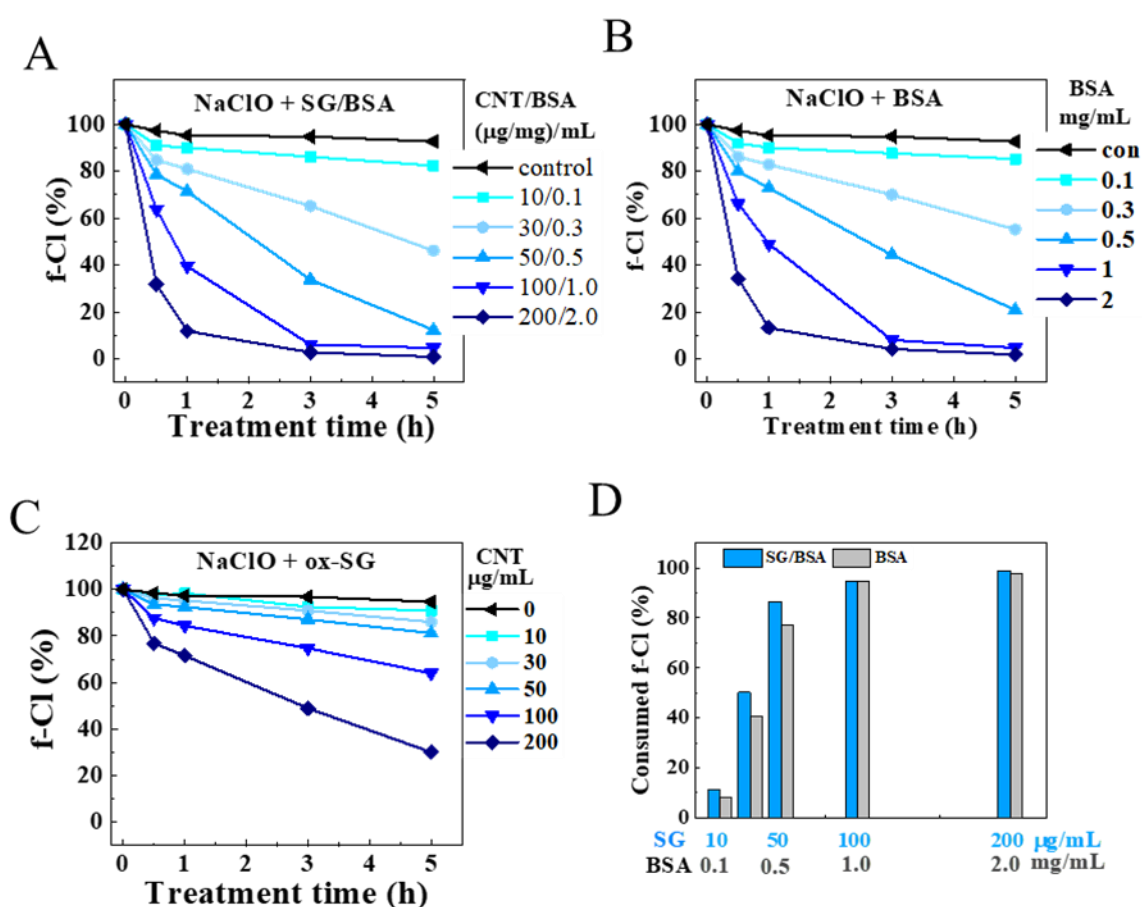 A
NaClO + SG/BSA
CNT/BSA
(μg/mg)/mL
control
10/0.1
30/0.3
50/0.5
100/1.0
200/2.0
f-Cl (%)
100
80
60
40
20
0
0 1 2 3 4 5
Treatment time (h)
B
NaClO + BSA
BSA
mg/mL
con
0.1
0.3
0.5
1
2
f-Cl (%)
100
80
60
40
20
0
0 1 2 3 4 5
Treatment time (h)
C
NaClO + ox-SG
CNT
μg/mL
0
10
30
50
100
200
f-Cl (%)
120
100
80
60
40
20
0
0 1 2 3 4 5
Treatment time (h)
D
SG/BSA BSA
Consumed f-Cl (%)
100
80
60
40
20
0
SG 10 50 100 200 μg/mL
BSA 0.1 0.5 1.0 2.0 mg/mL